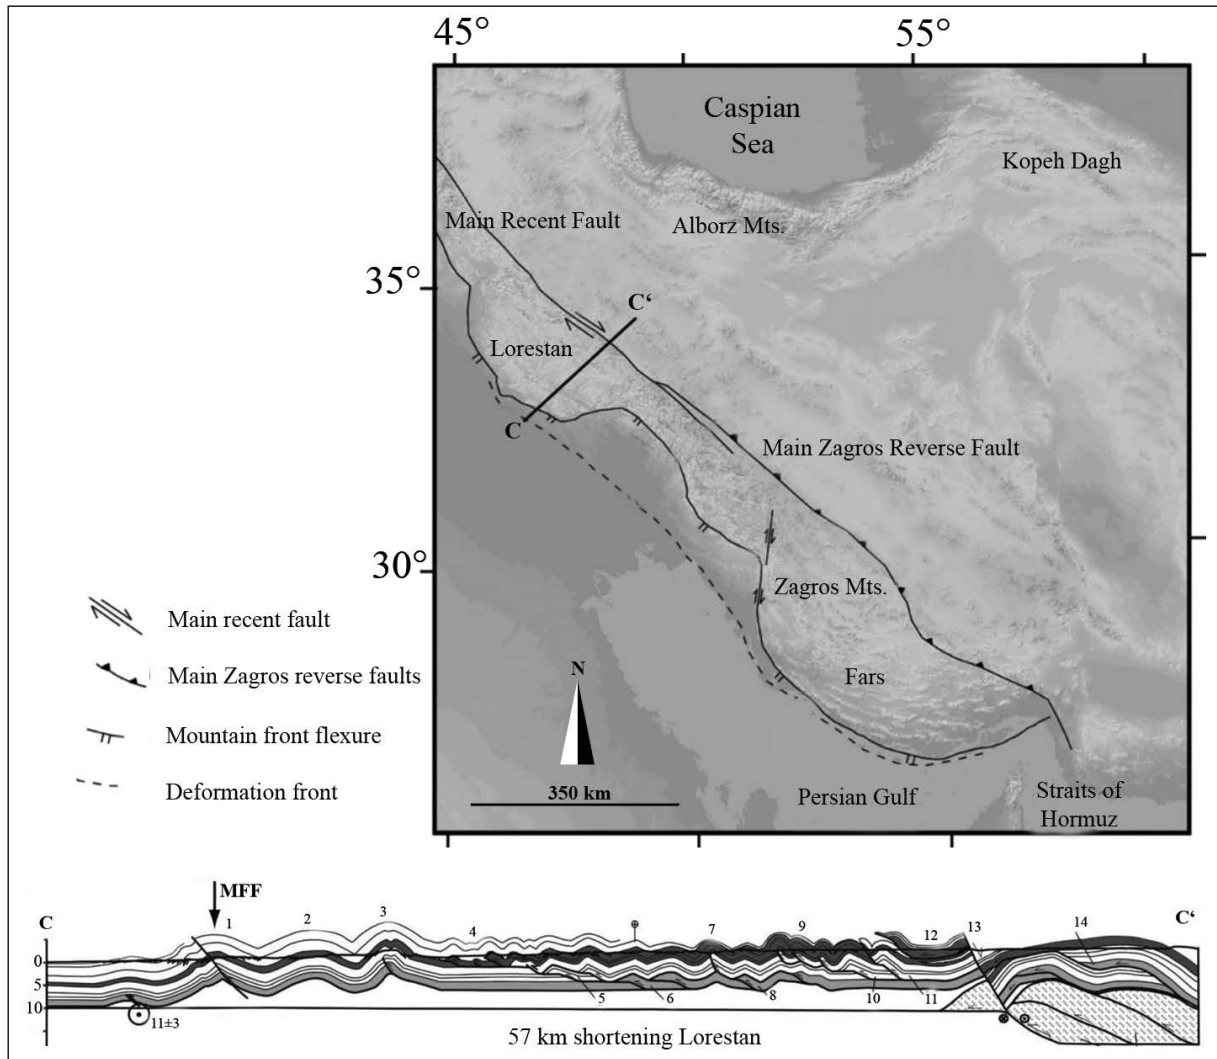 45°
55°
Caspian
Sea
Kopeh Dagh
Main Recent Fault
Alborz Mts.
35°
C‘
Lorestan
C
Main Zagros Reverse Fault
30°
Zagros Mts.
Main recent fault
Main Zagros reverse faults
N
Fars
Mountain front flexure
Deformation front
350 km
Persian Gulf
Straits of
Hormuz
MFF
C
C‘
1
2
3
4
7
9
12
13
14
0
5
10
11±3
5
6
8
10
11
57 km shortening Lorestan